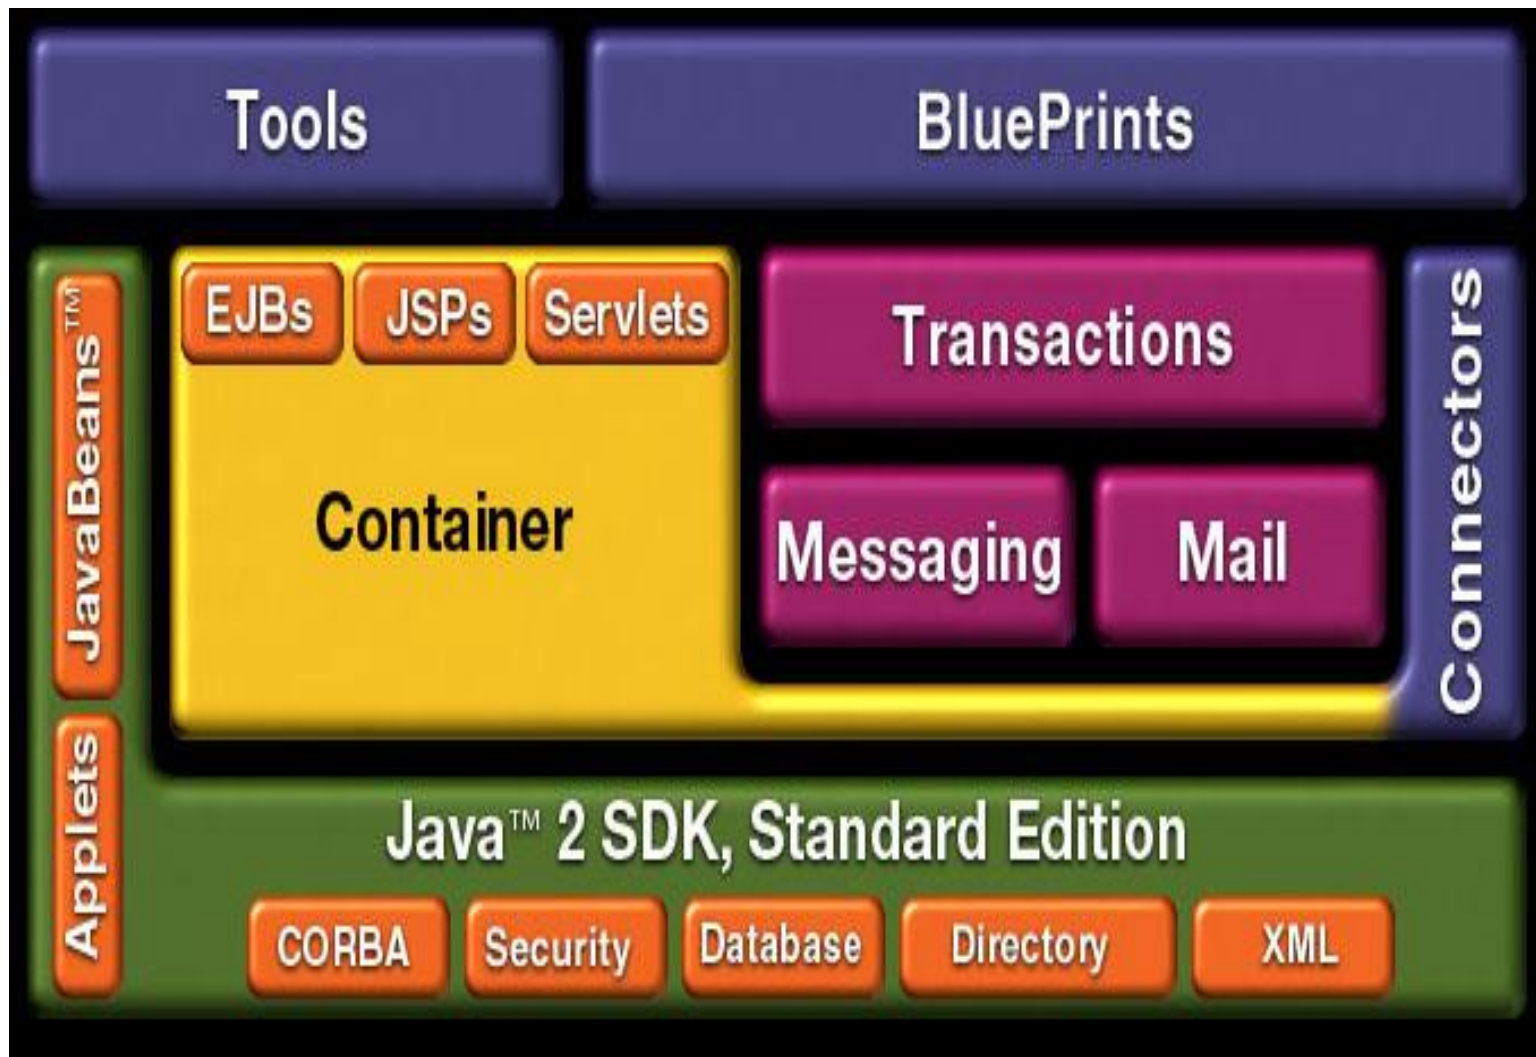 Tools
BluePrints
JavaBeans™
Applets
EJBs
JSPs
Servlets
Container
Transactions
Messaging
Mail
Connectors
Java™ 2 SDK, Standard Edition
CORBA
Security
Database
Directory
XML